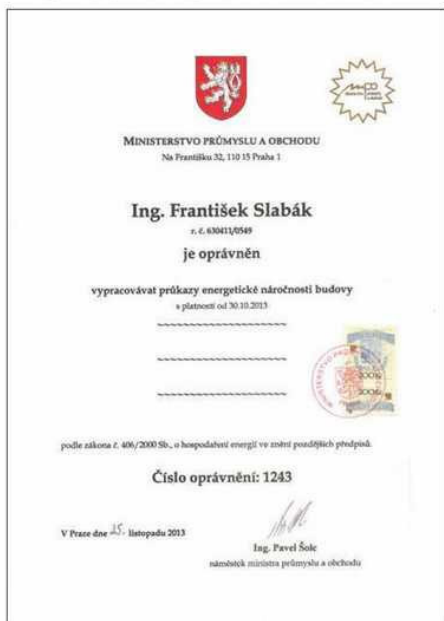 MINISTERSTVO PRŮMYSLU A OBCHODU
Na Františku 32, 110 15 Praha 1
Ing. František Slabák
r. č. 630411/0549
je oprávněn
vypracovávat průkazy energetické náročnosti budovy
s platností od 30.10.2013
podle zákona č. 406/2000 Sb., o hospodaření energií ve znění pozdějších předpisů.
Číslo oprávnění: 1243
V Praze dne 25. listopadu 2013
Ing. Pavel Šolc
náměstek ministra průmyslu a obchodu